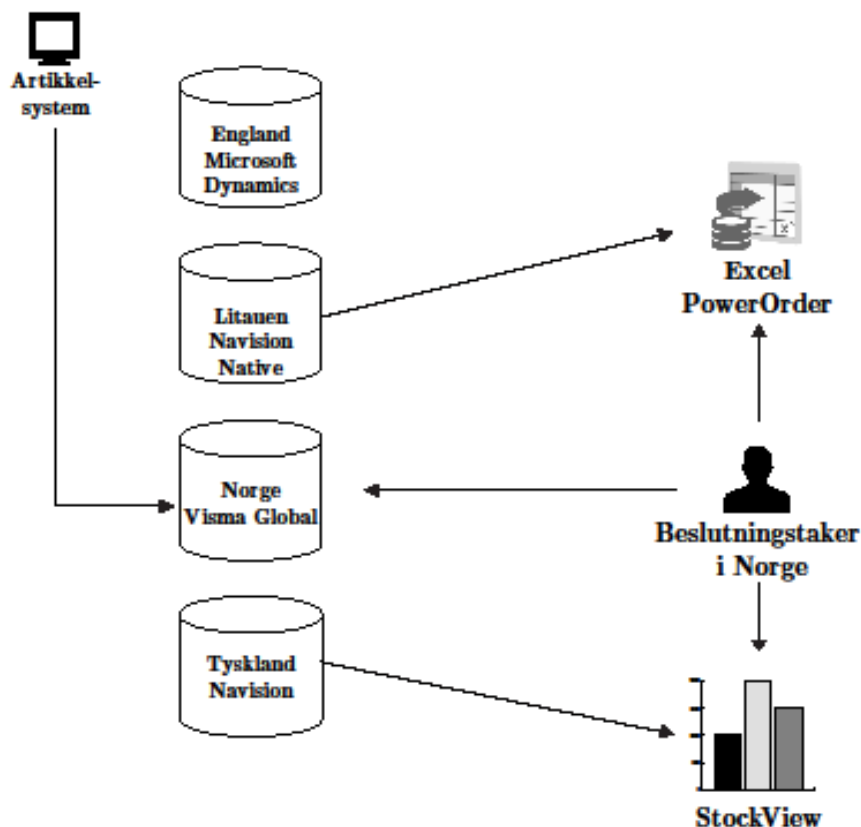 Artikkel-
system
England
Microsoft
Dynamics
Litauen
Navision
Native
Norge
Visma Global
Tyskland
Navision
Excel
PowerOrder
Beslutningstaker
i Norge
StockView